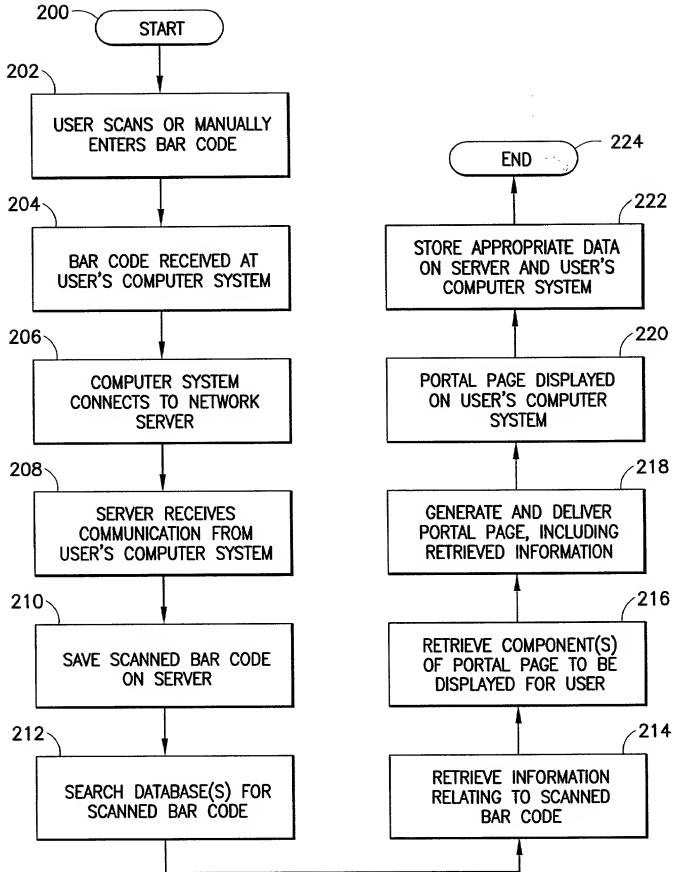 200
START
202
USER SCANS OR MANUALLY
ENTERS BAR CODE
204
BAR CODE RECEIVED AT
USER'S COMPUTER SYSTEM
206
COMPUTER SYSTEM
CONNECTS TO NETWORK
SERVER
208
SERVER RECEIVES
COMMUNICATION FROM
USER'S COMPUTER SYSTEM
210
SAVE SCANNED BAR CODE
ON SERVER
212
SEARCH DATABASE(S) FOR
SCANNED BAR CODE
214
RETRIEVE INFORMATION
RELATING TO SCANNED
BAR CODE
216
RETRIEVE COMPONENT(S)
OF PORTAL PAGE TO BE
DISPLAYED FOR USER
218
GENERATE AND DELIVER
PORTAL PAGE, INCLUDING
RETRIEVED INFORMATION
220
PORTAL PAGE DISPLAYED
ON USER'S COMPUTER
SYSTEM
222
STORE APPROPRIATE DATA
ON SERVER AND USER'S
COMPUTER SYSTEM
224
END